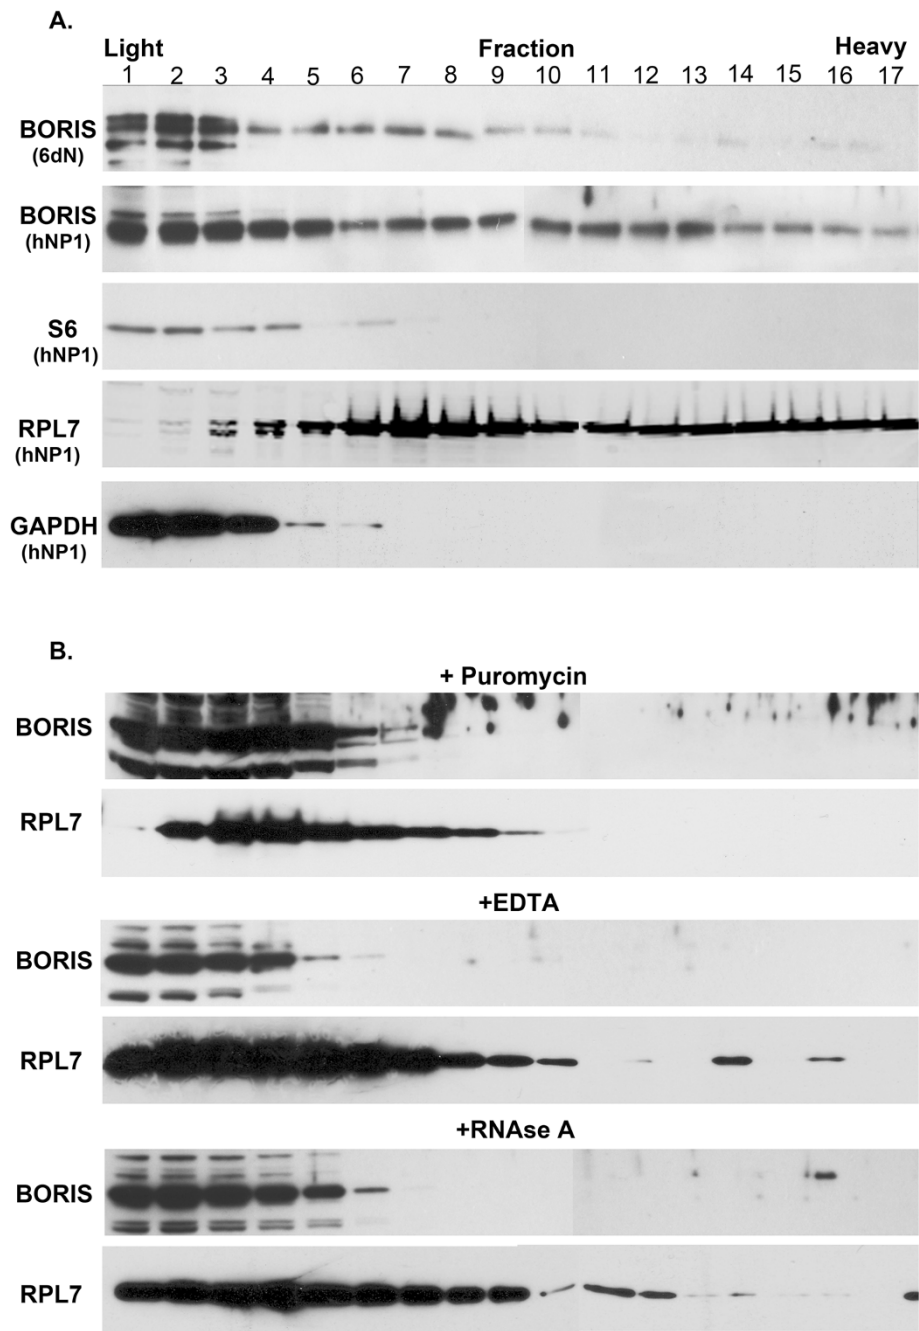 A.
Light Fraction Heavy
1 2 3 4 5 6 7 8 9 10 11 12 13 14 15 16 17
BORIS
(6dN)
BORIS
(hNP1)
S6
(hNP1)
RPL7
(hNP1)
GAPDH
(hNP1)
B.
+ Puromycin
BORIS
RPL7
+EDTA
BORIS
RPL7
+RNAse A
BORIS
RPL7